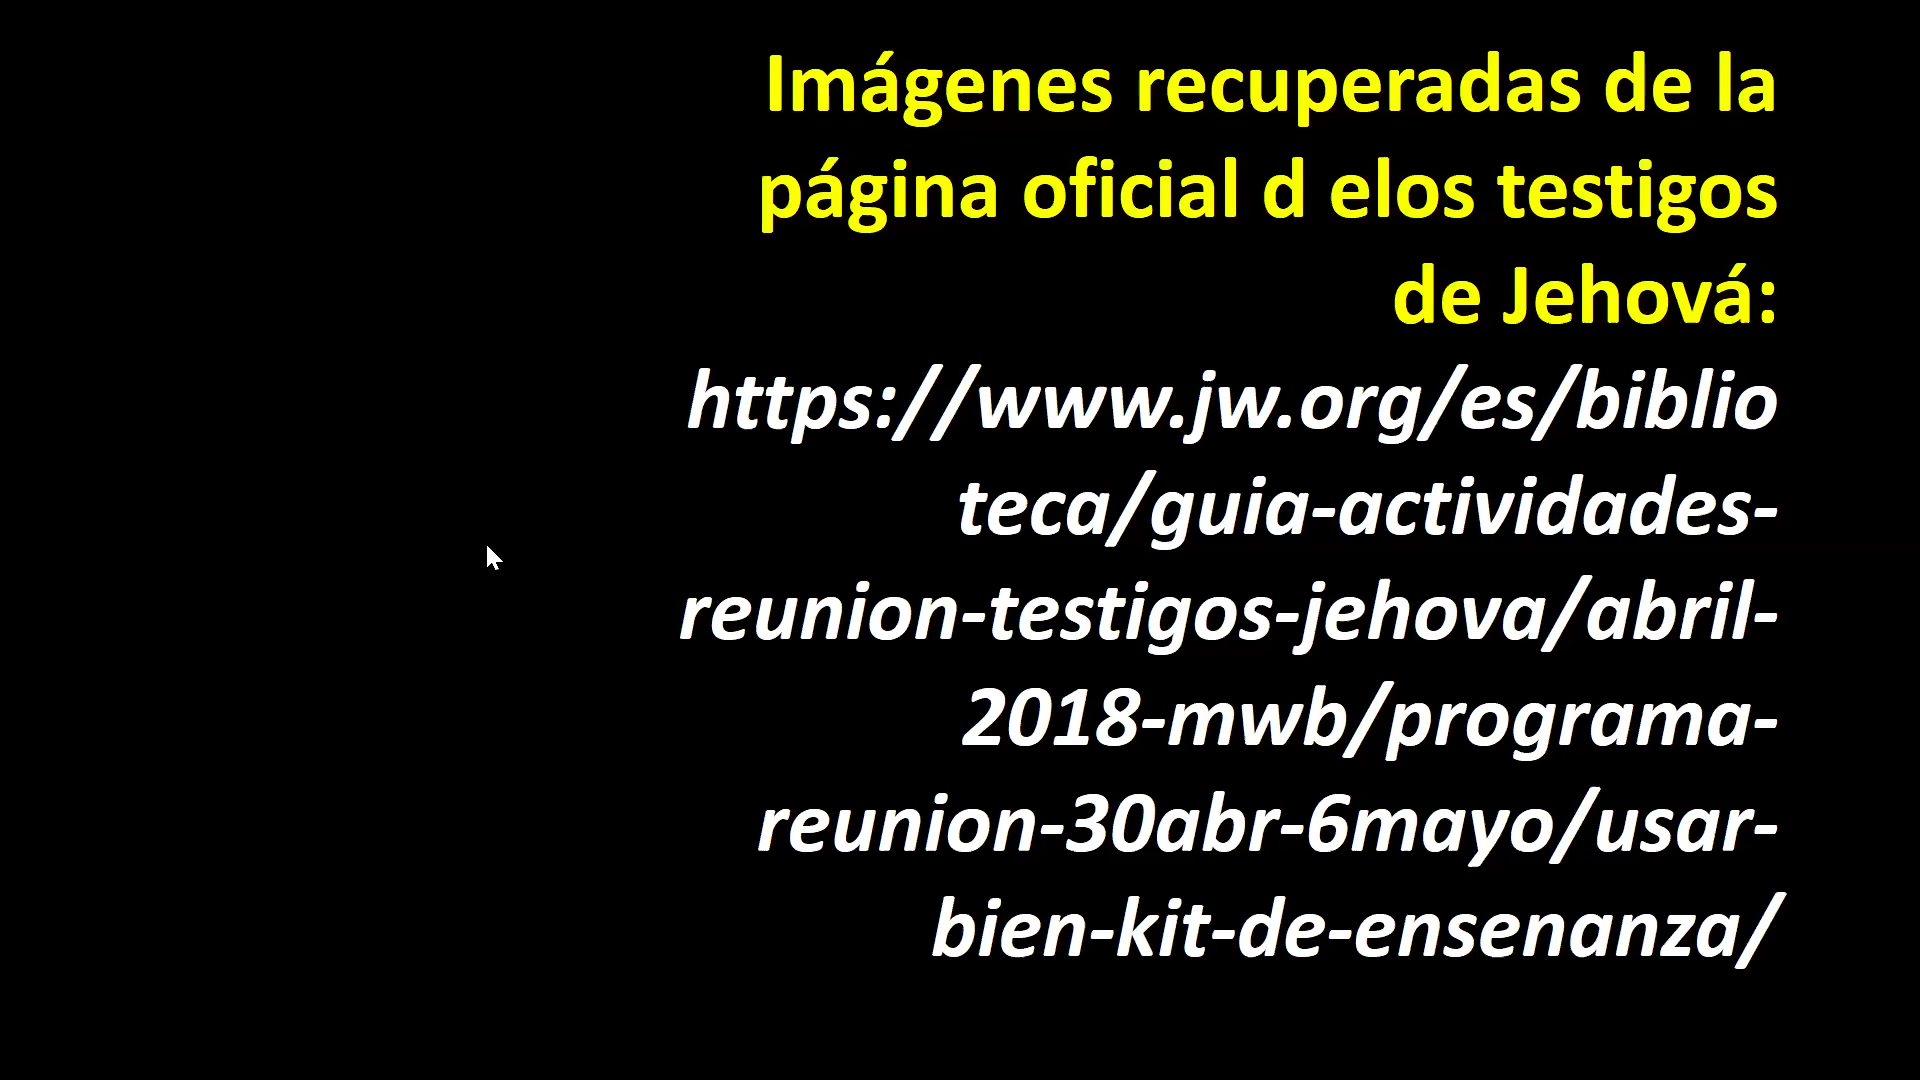 Imágenes recuperadas de la
página oficial d elos testigos
de Jehová:
https://www.jw.org/es/biblio
teca/guia-actividades-
reunion-testigos-jehova/abril-
2018-mwb/programa-
reunion-30abr-6mayo/usar-
bien-kit-de-ensenanza/